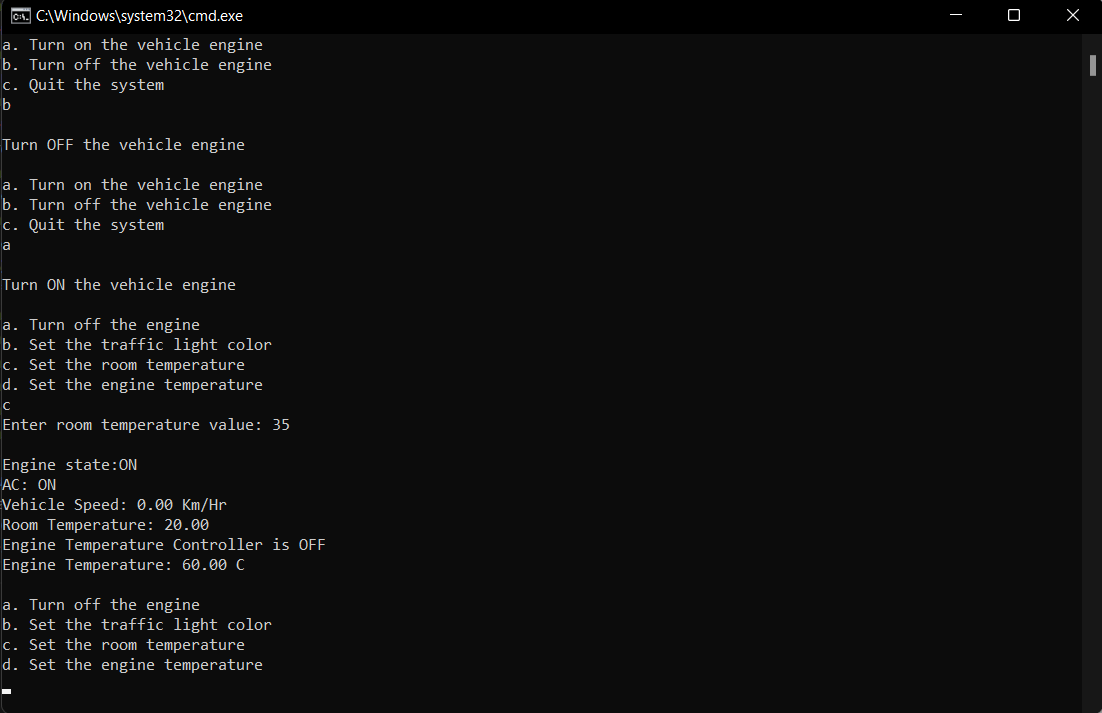 C:\Windows\system32\cmd.exe
a. Turn on the vehicle engine
b. Turn off the vehicle engine
c. Quit the system
b
Turn OFF the vehicle engine
a. Turn on the vehicle engine
b. Turn off the vehicle engine
c. Quit the system
a
Turn ON the vehicle engine
a. Turn off the engine
b. Set the traffic light color
c. Set the room temperature
d. Set the engine temperature
c
Enter room temperature value: 35
Engine state:ON
AC: ON
Vehicle Speed: 0.00 Km/Hr
Room Temperature: 20.00
Engine Temperature Controller is OFF
Engine Temperature: 60.00 C
a. Turn off the engine
b. Set the traffic light color
c. Set the room temperature
d. Set the engine temperature